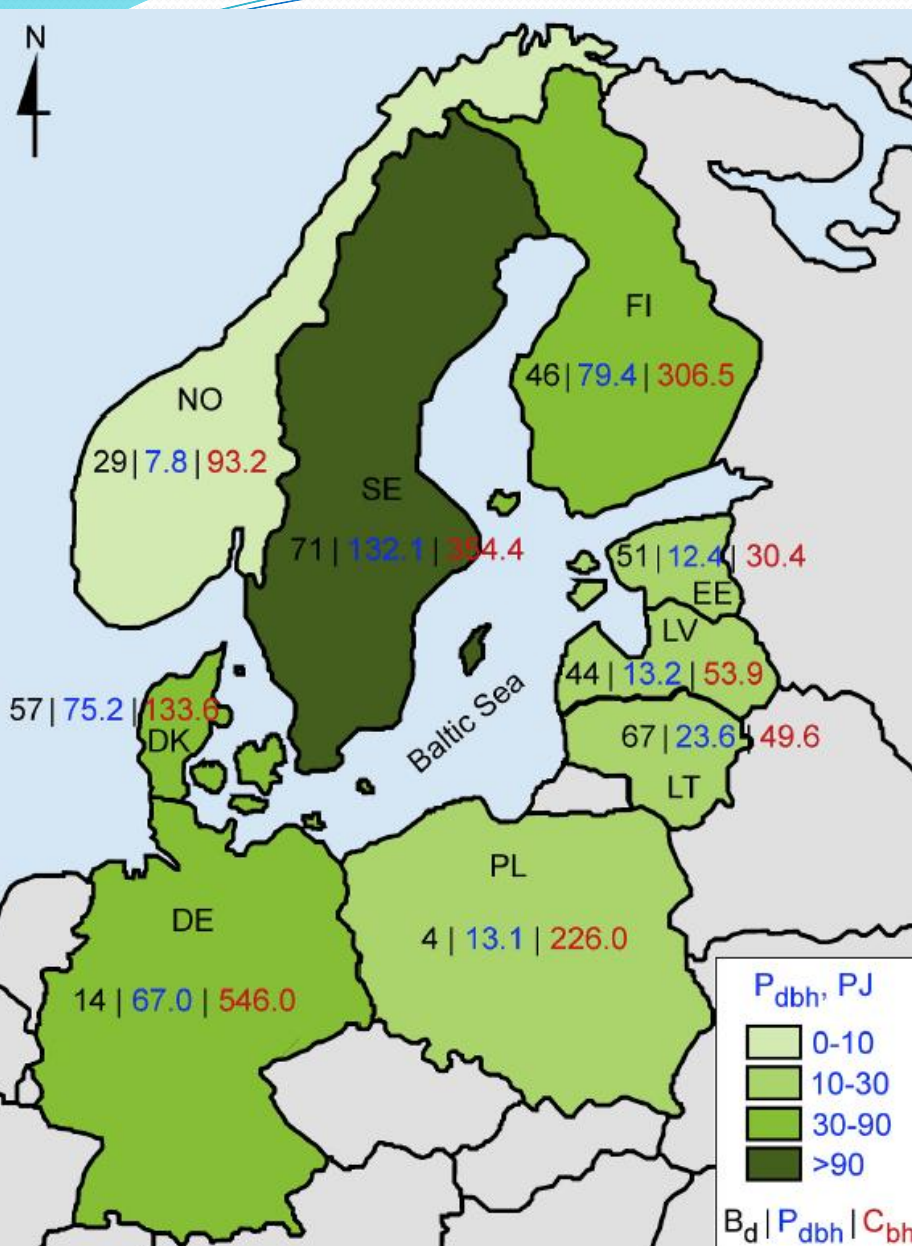 N
FI
46|79.4|306.5
NO
29|7.8|93.2
SE
71|132.1|354.4
51|12.4|30.4
EE
LV
44|13.2|53.9
57|75.2|133.6
DK
Baltic Sea
67|23.6|49.6
LT
PL
4|13.1|226.0
DE
14|67.0|546.0
Pdbh, PJ
0-10
10-30
30-90
>90
Bd|Pdbh|Cbh